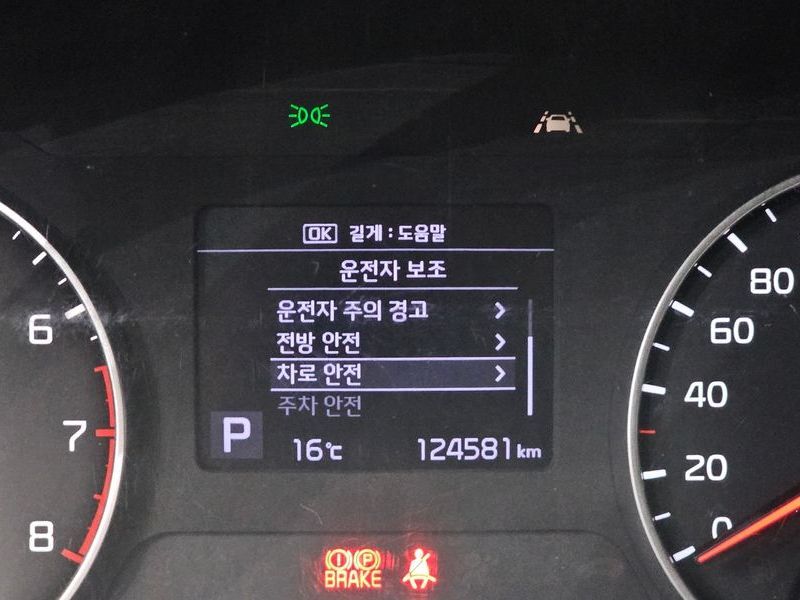 OK 길게 : 도움말
운전자 보조
운전자 주의 경고 >
전방 안전 >
차로 안전 >
주차 안전
P 16℃ 124581 km
6
7
8
80
60
40
20
0
(!) (P)
BRAKE